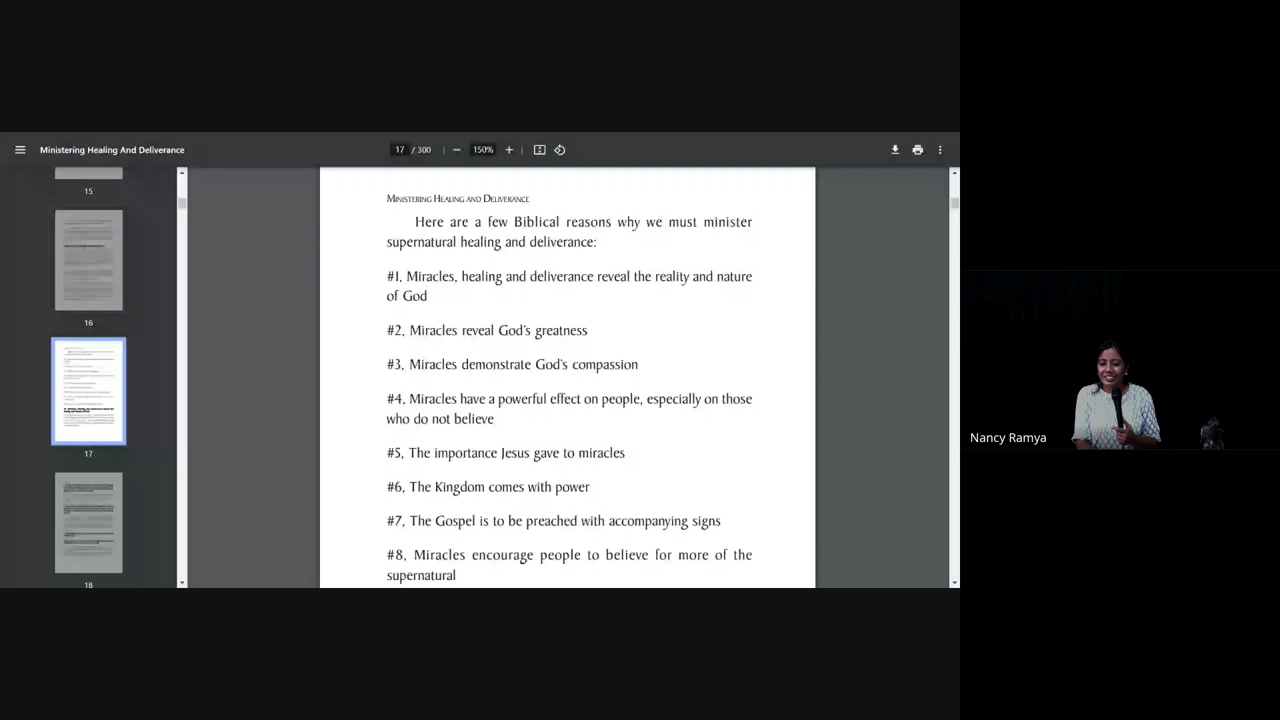 Ministering Healing And Deliverance
17 / 300
150%
15
16
17
18
MINISTERING HEALING AND DELIVERANCE
Here are a few Biblical reasons why we must minister
supernatural healing and deliverance:
#1, Miracles, healing and deliverance reveal the reality and nature
of God
#2, Miracles reveal God's greatness
#3, Miracles demonstrate God's compassion
#4, Miracles have a powerful effect on people, especially on those
who do not believe
#5, The importance Jesus gave to miracles
#6, The Kingdom comes with power
#7, The Gospel is to be preached with accompanying signs
#8, Miracles encourage people to believe for more of the
supernatural
Nancy Ramya